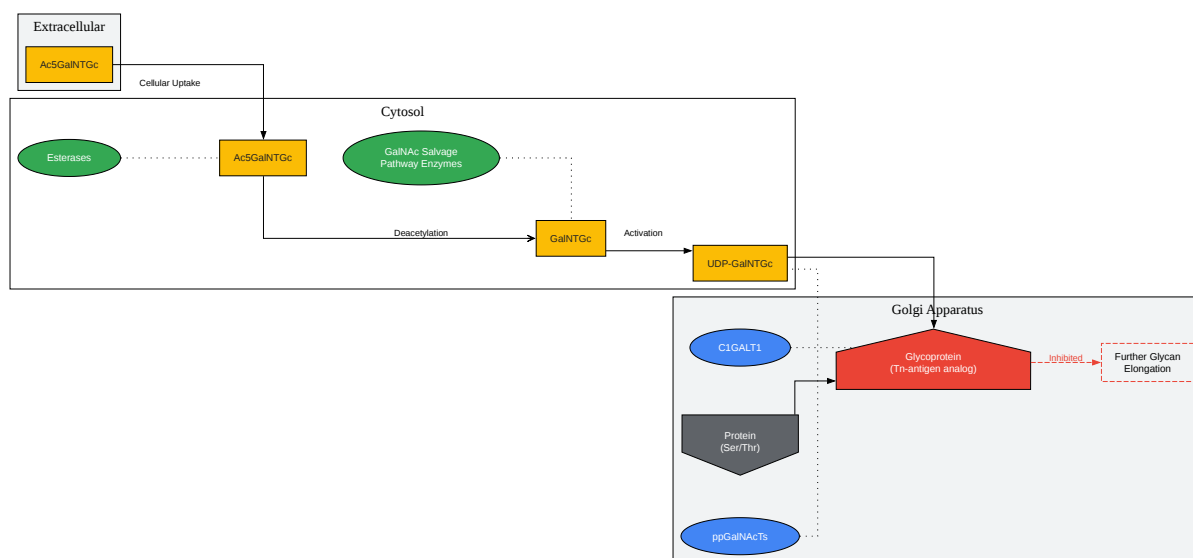 Extracellular
Ac5GalNTGc
Cellular Uptake
Cytosol
Esterases
Ac5GalNTGc
GalNAc Salvage
Pathway Enzymes
Deacetylation
GalNTGc
Activation
UDP-GalNTGc
Golgi Apparatus
C1GALT1
Glycoprotein
(Tn-antigen analog)
Inhibited
Further Glycan
Elongation
Protein
(Ser/Thr)
ppGalNAcTs